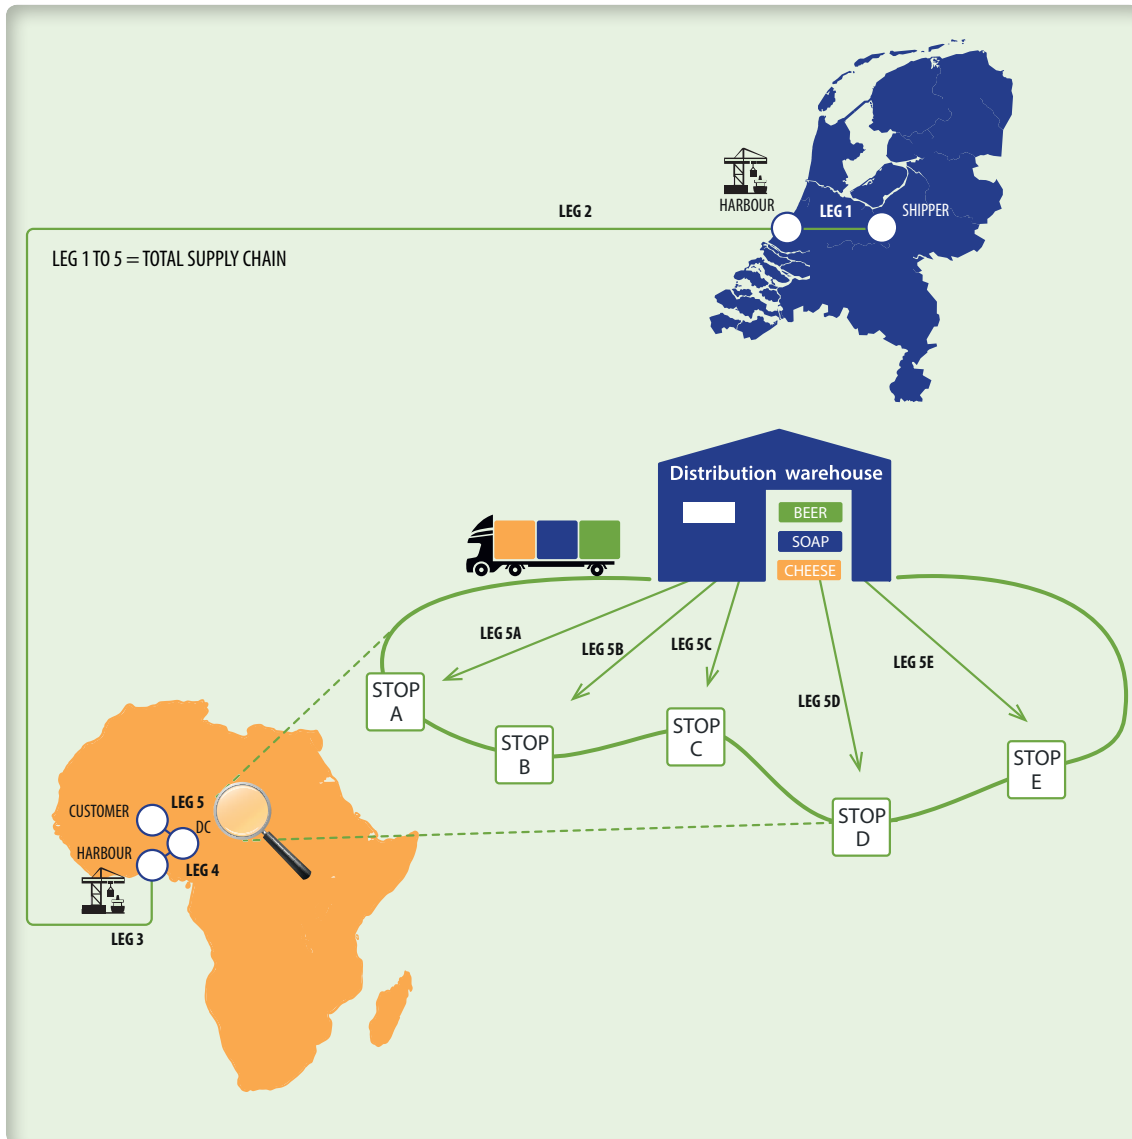 HARBOUR
LEG 1
SHIPPER
LEG 2
LEG 1 TO 5 = TOTAL SUPPLY CHAIN
Distribution warehouse
BEER
SOAP
CHEESE
LEG 5A
LEG 5B
LEG 5C
LEG 5D
LEG 5E
STOP
A
STOP
B
STOP
C
STOP
D
STOP
E
LEG 5
CUSTOMER
DC
HARBOUR
LEG 4
LEG 3